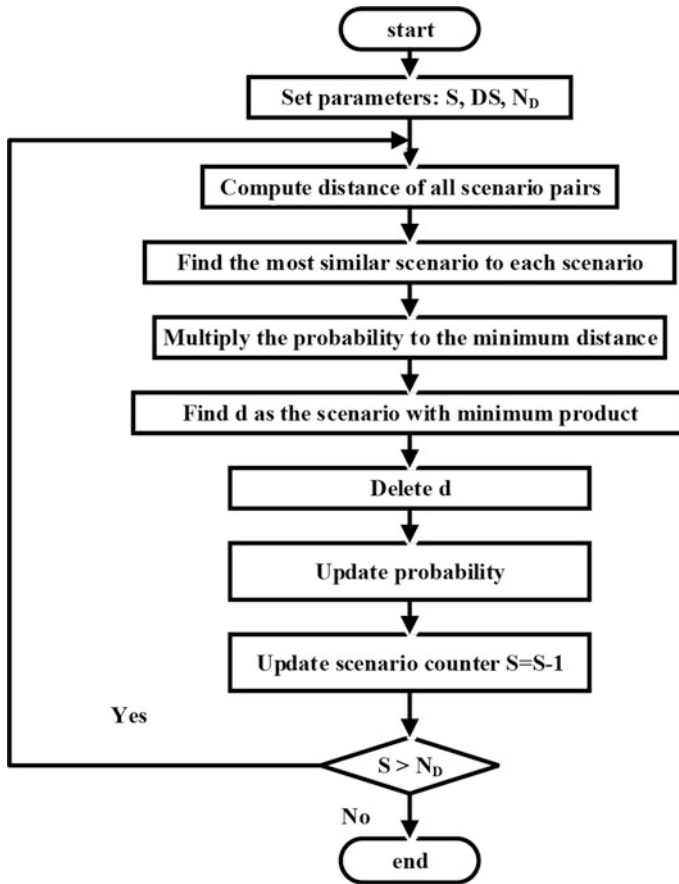 start
Set parameters: S, DS, N_D
Compute distance of all scenario pairs
Find the most similar scenario to each scenario
Multiply the probability to the minimum distance
Find d as the scenario with minimum product
Delete d
Update probability
Update scenario counter S=S-1
Yes
S > N_D
No
end